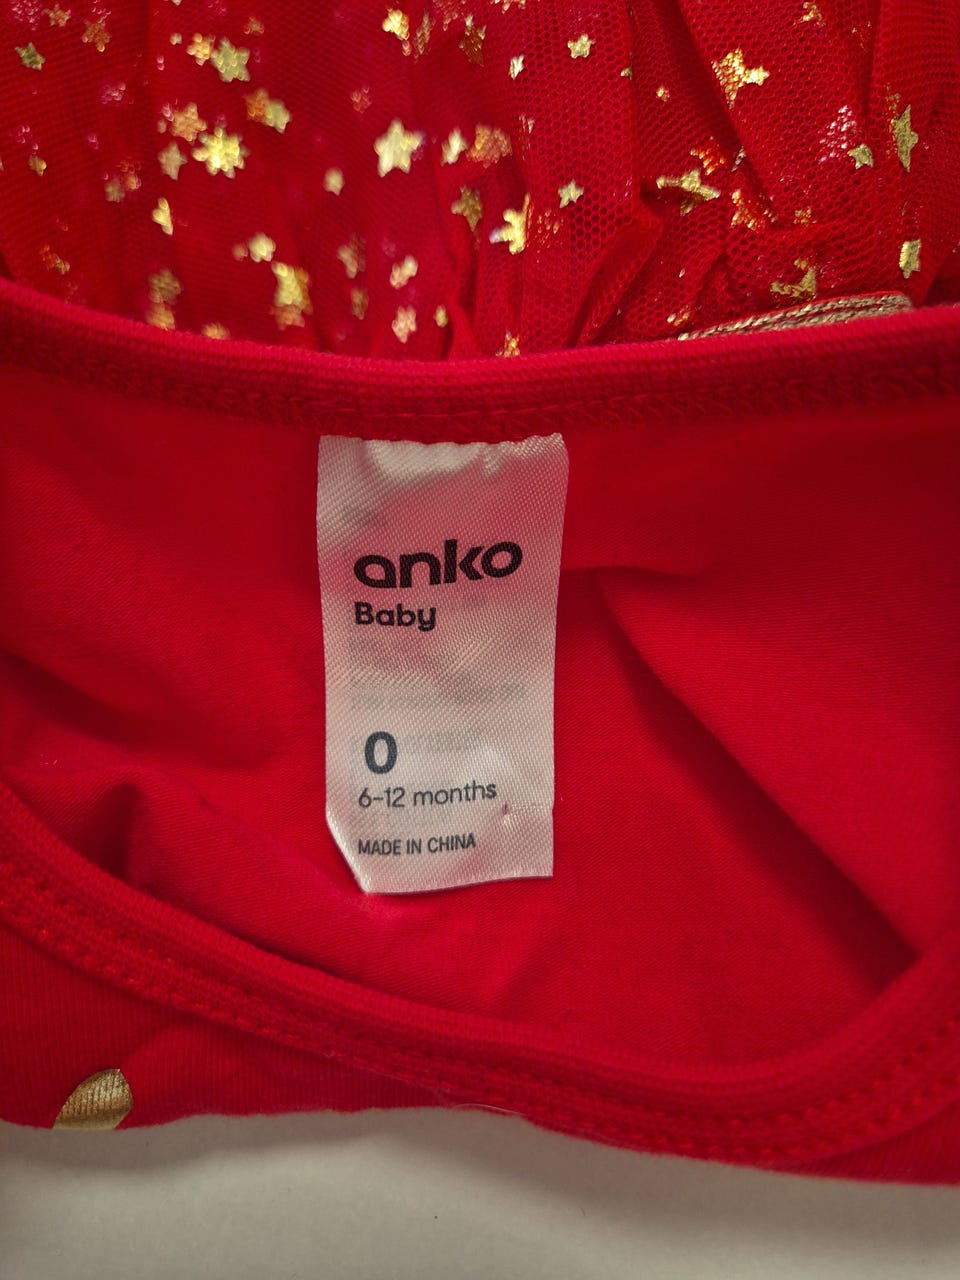 anko
Baby
0
6-12 months
MADE IN CHINA